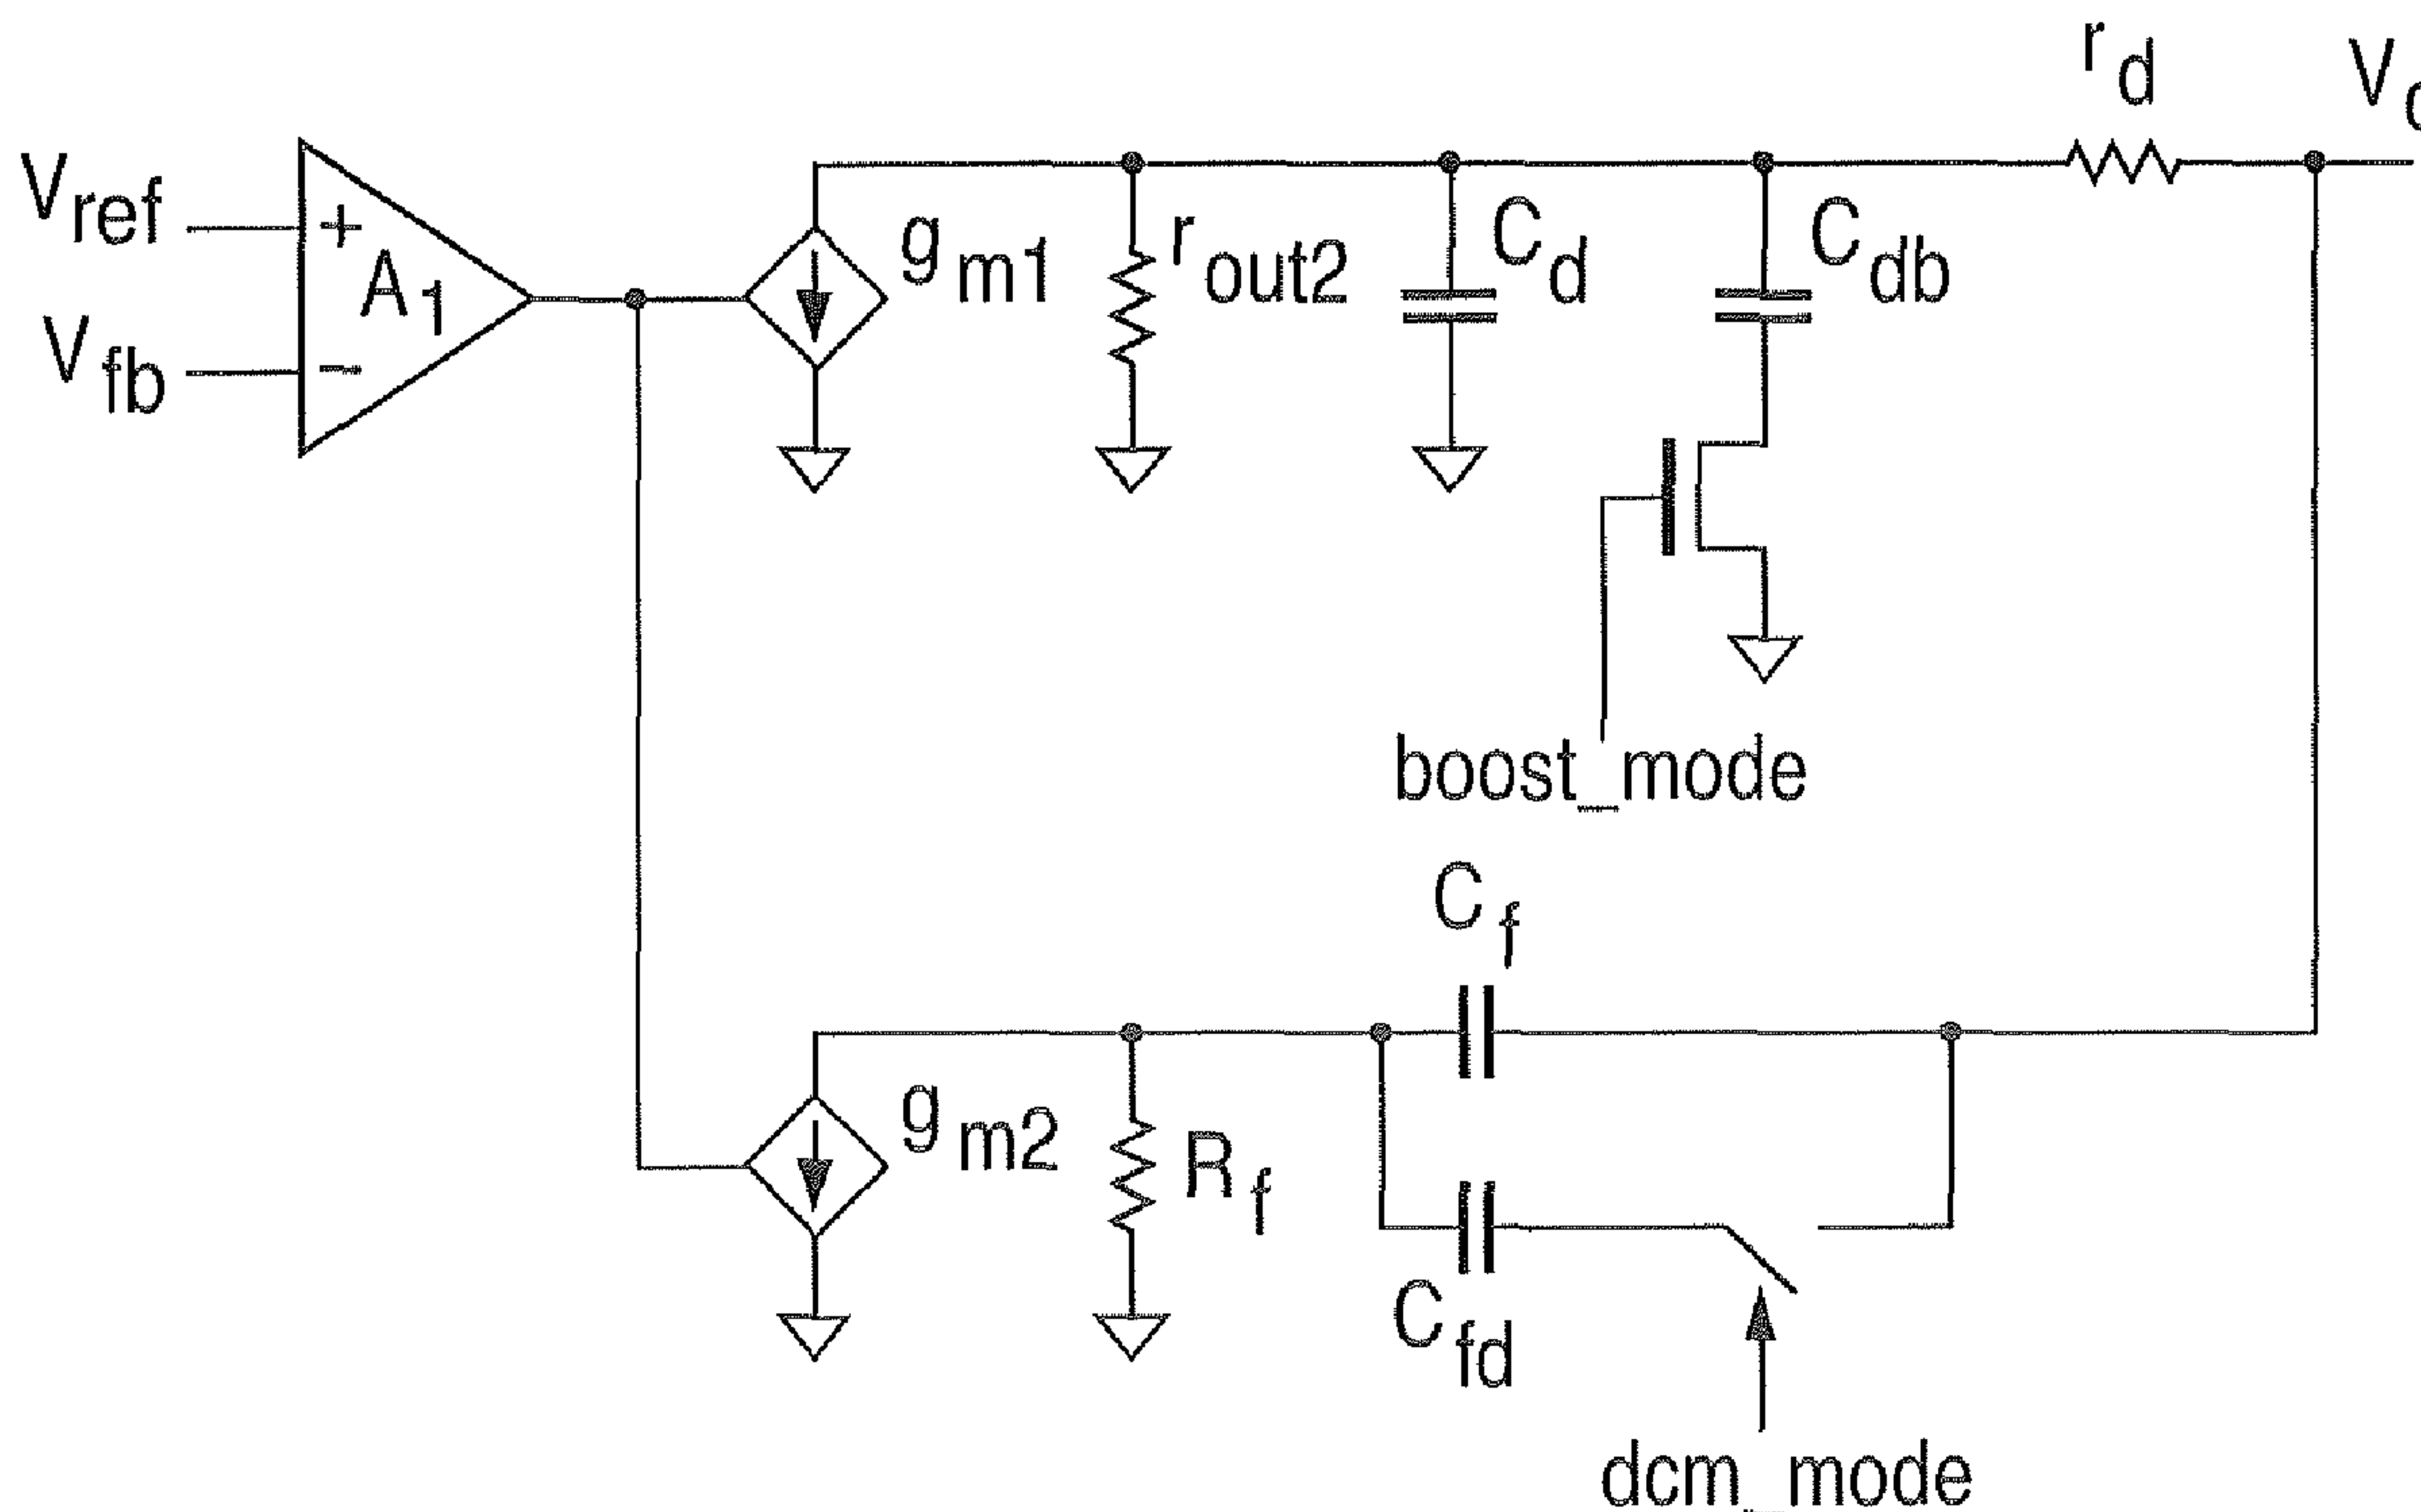 r_d
V_ref
+
A_1
V_fb
-
g_m1
r_out2
C_d
C_db
boost_mode
C_f
g_m2
R_f
C_fd
dcm_mode